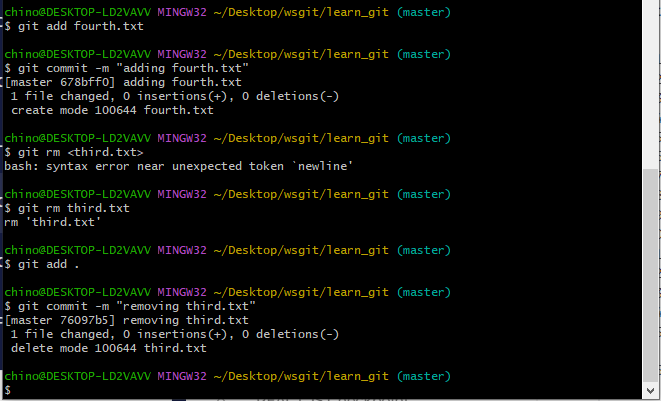 chino@DESKTOP-LD2VAVV MINGW32 ~/Desktop/wsgit/learn_git (master)
$ git add fourth.txt
chino@DESKTOP-LD2VAVV MINGW32 ~/Desktop/wsgit/learn_git (master)
$ git commit -m "adding fourth.txt"
[master 678bff0] adding fourth.txt
 1 file changed, 0 insertions(+), 0 deletions(-)
 create mode 100644 fourth.txt
chino@DESKTOP-LD2VAVV MINGW32 ~/Desktop/wsgit/learn_git (master)
$ git rm <third.txt>
bash: syntax error near unexpected token `newline'
chino@DESKTOP-LD2VAVV MINGW32 ~/Desktop/wsgit/learn_git (master)
$ git rm third.txt
rm 'third.txt'
chino@DESKTOP-LD2VAVV MINGW32 ~/Desktop/wsgit/learn_git (master)
$ git add .
chino@DESKTOP-LD2VAVV MINGW32 ~/Desktop/wsgit/learn_git (master)
$ git commit -m "removing third.txt"
[master 76097b5] removing third.txt
 1 file changed, 0 insertions(+), 0 deletions(-)
 delete mode 100644 third.txt
chino@DESKTOP-LD2VAVV MINGW32 ~/Desktop/wsgit/learn_git (master)
$